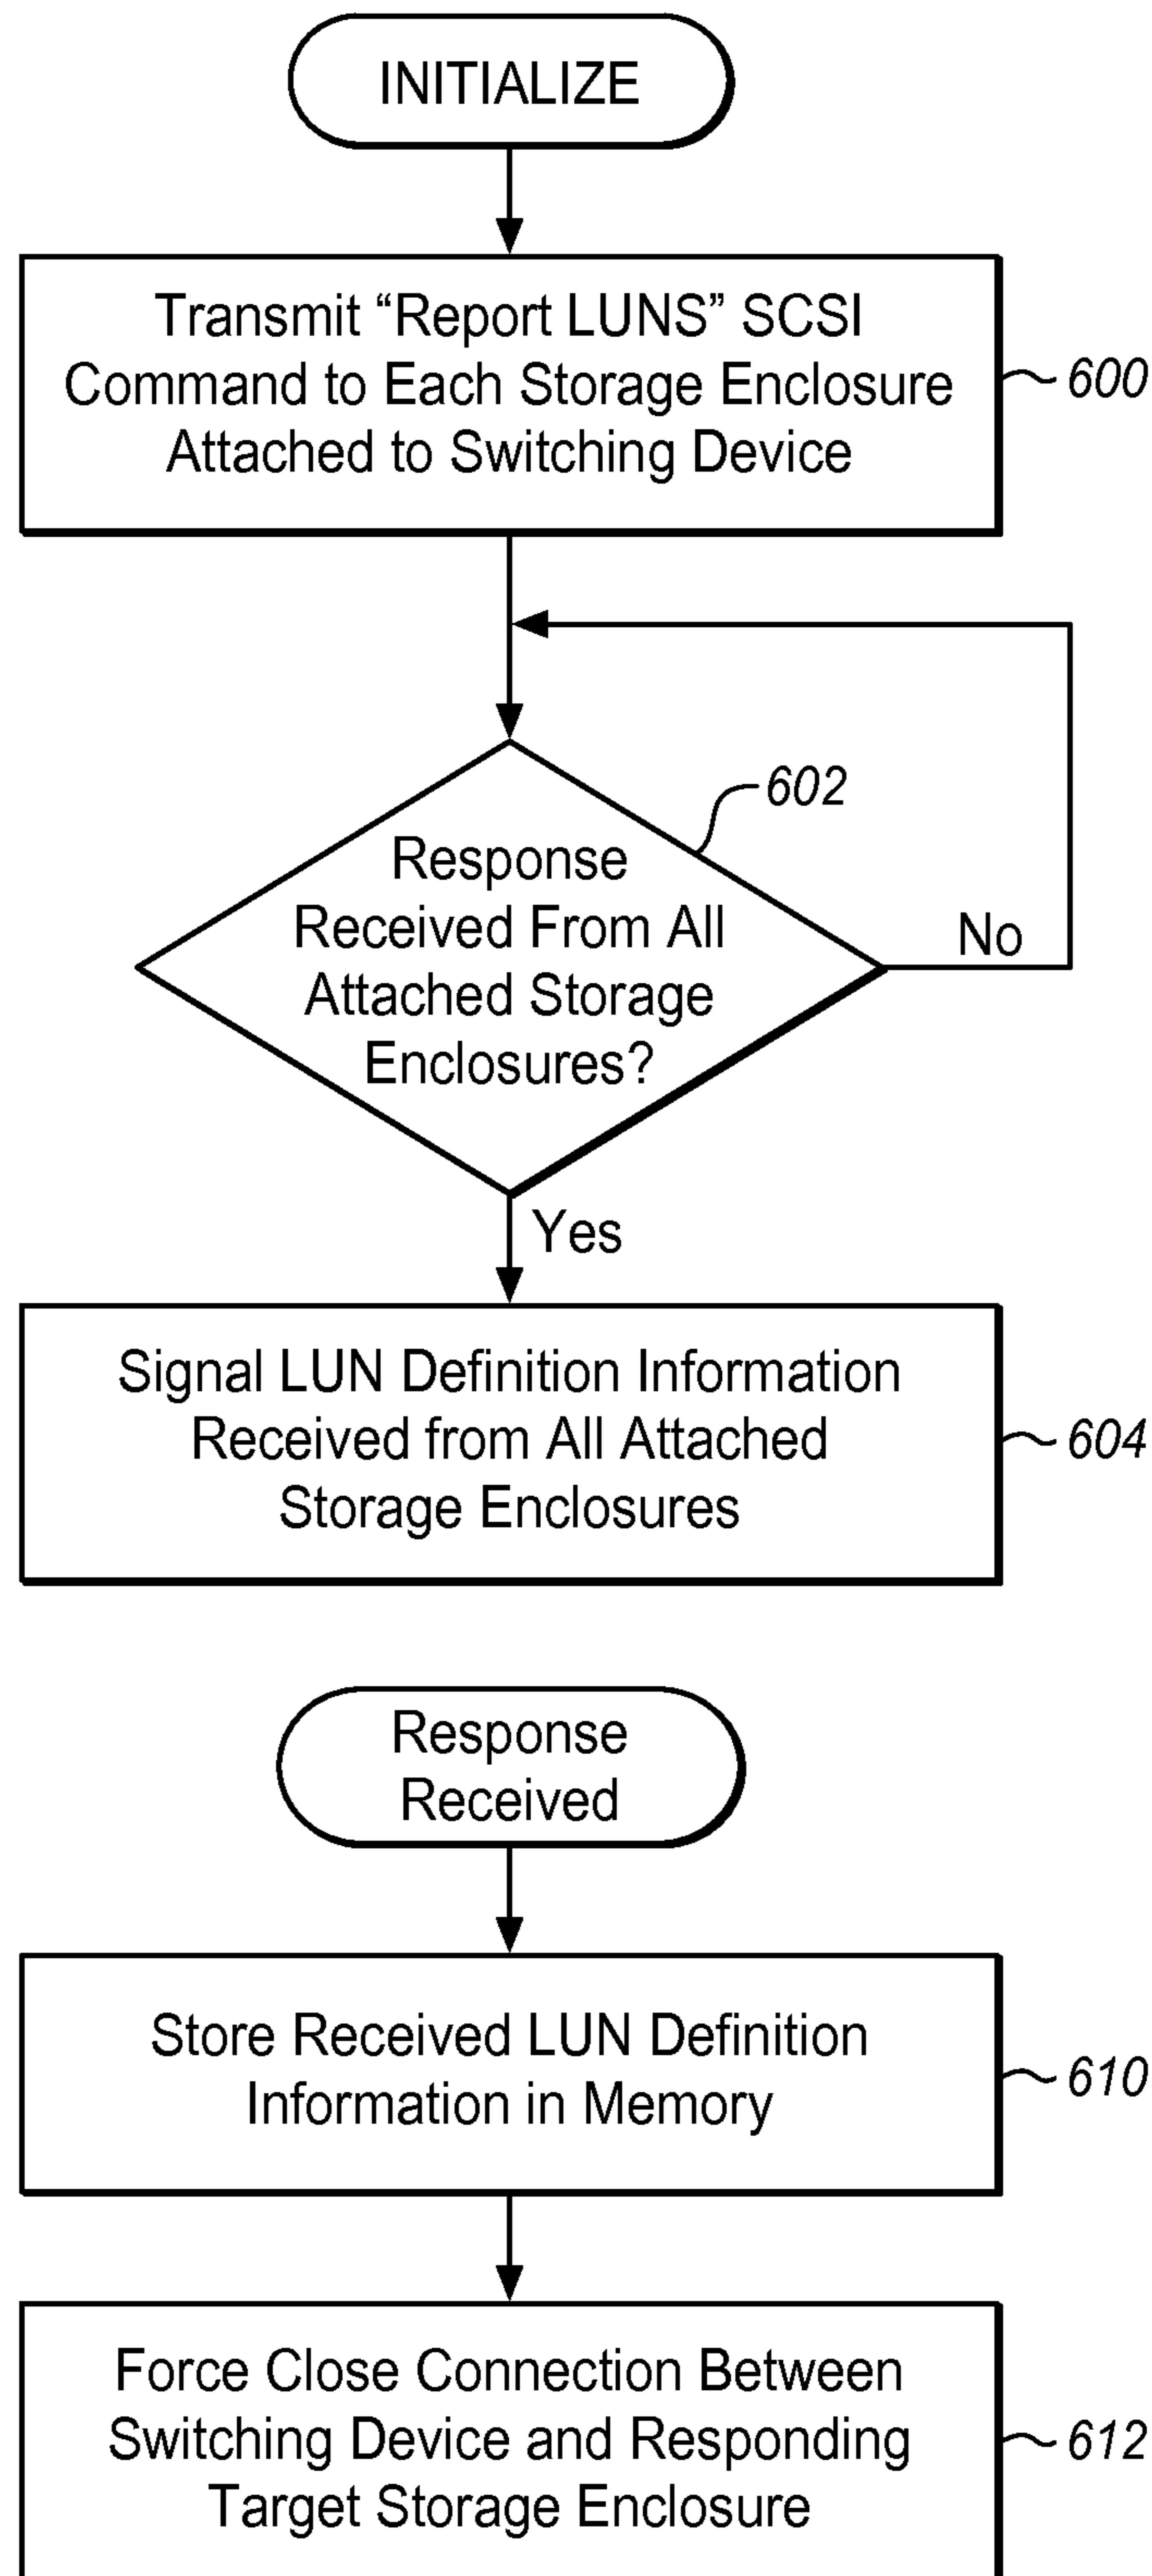 INITIALIZE
Transmit “Report LUNS” SCSI
Command to Each Storage Enclosure
Attached to Switching Device
600
602
Response
Received From All
Attached Storage
Enclosures?
No
Yes
Signal LUN Definition Information
Received from All Attached
Storage Enclosures
604
Response
Received
Store Received LUN Definition
Information in Memory
610
Force Close Connection Between
Switching Device and Responding
Target Storage Enclosure
612